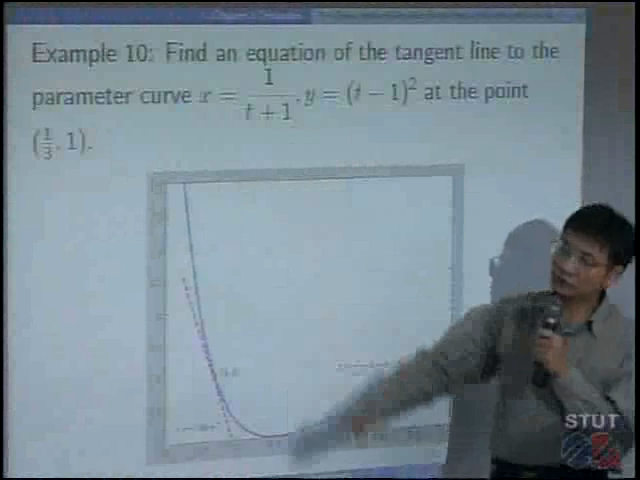 Example 10: Find an equation of the tangent line to the
parameter curve x = 1/(t + 1), y = (t − 1)² at the point
(1/3, 1).
STUT